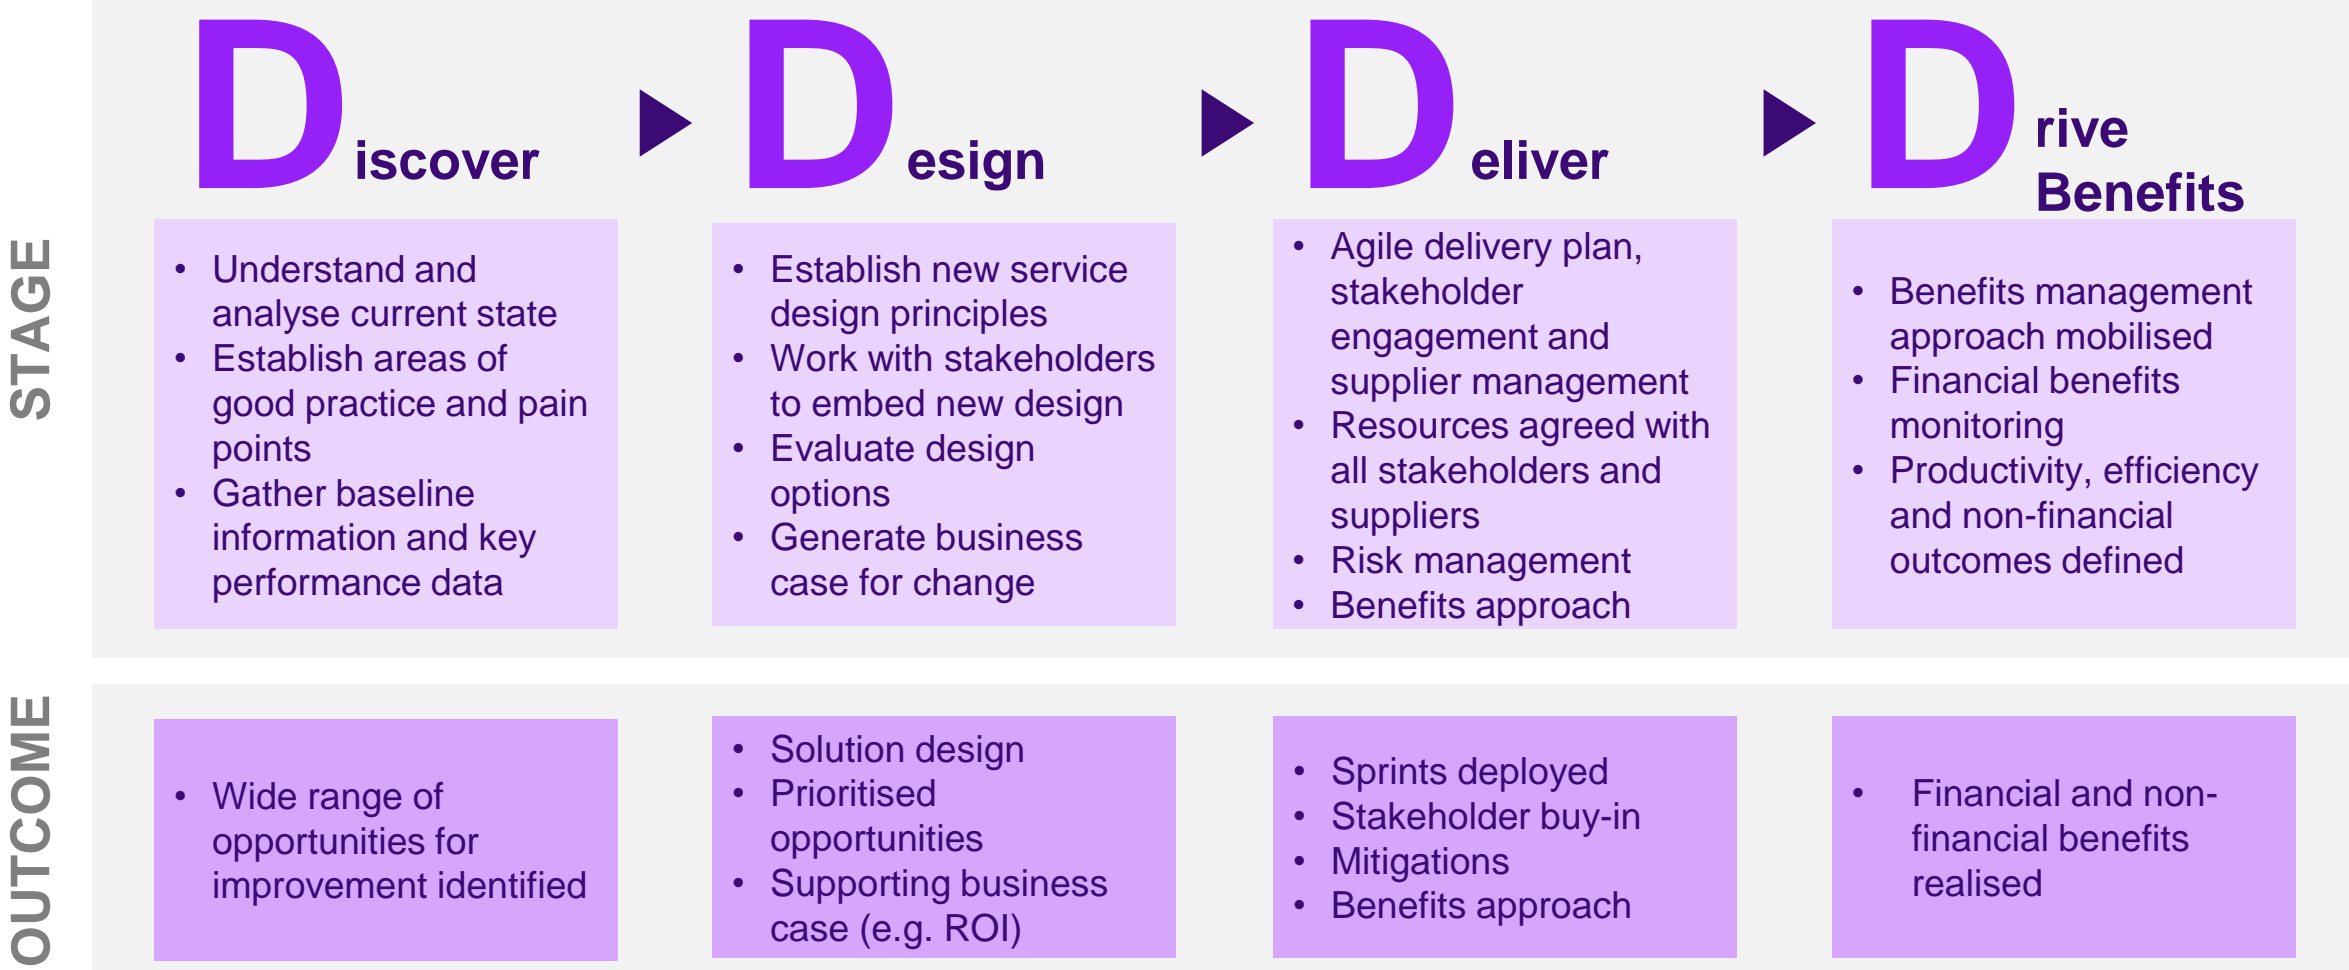 Discover
Design
Deliver
Drive
Benefits
STAGE
• Understand and
analyse current state
• Establish areas of
good practice and pain
points
• Gather baseline
information and key
performance data
• Establish new service
design principles
• Work with stakeholders
to embed new design
• Evaluate design
options
• Generate business
case for change
• Agile delivery plan,
stakeholder
engagement and
supplier management
• Resources agreed with
all stakeholders and
suppliers
• Risk management
• Benefits approach
• Benefits management
approach mobilised
• Financial benefits
monitoring
• Productivity, efficiency
and non-financial
outcomes defined
OUTCOME
• Wide range of
opportunities for
improvement identified
• Solution design
• Prioritised
opportunities
• Supporting business
case (e.g. ROI)
• Sprints deployed
• Stakeholder buy-in
• Mitigations
• Benefits approach
• Financial and non-
financial benefits
realised